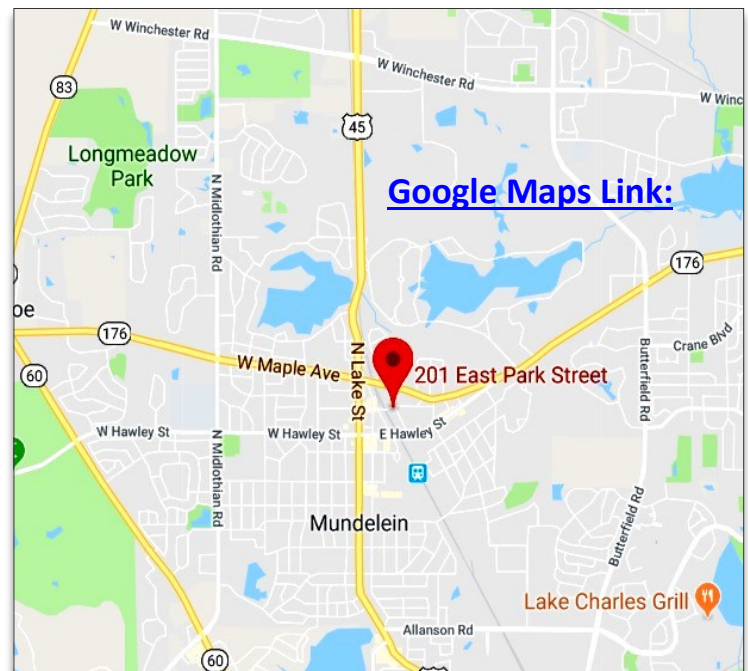 W Winchester Rd
W Winchester Rd
83
W Winc
45
Longmeadow
Park
N Midlothian Rd
Google Maps Link:
176
oe
176
Crane Blvd
60
W Maple Ave
N Lake St
201 East Park Street
Butterfield Rd
W Hawley St
W Hawley St
E Hawley St
N Midlothian Rd
Mundelein
Butterfield Rd
Lake Charles Grill
Allanson Rd
60